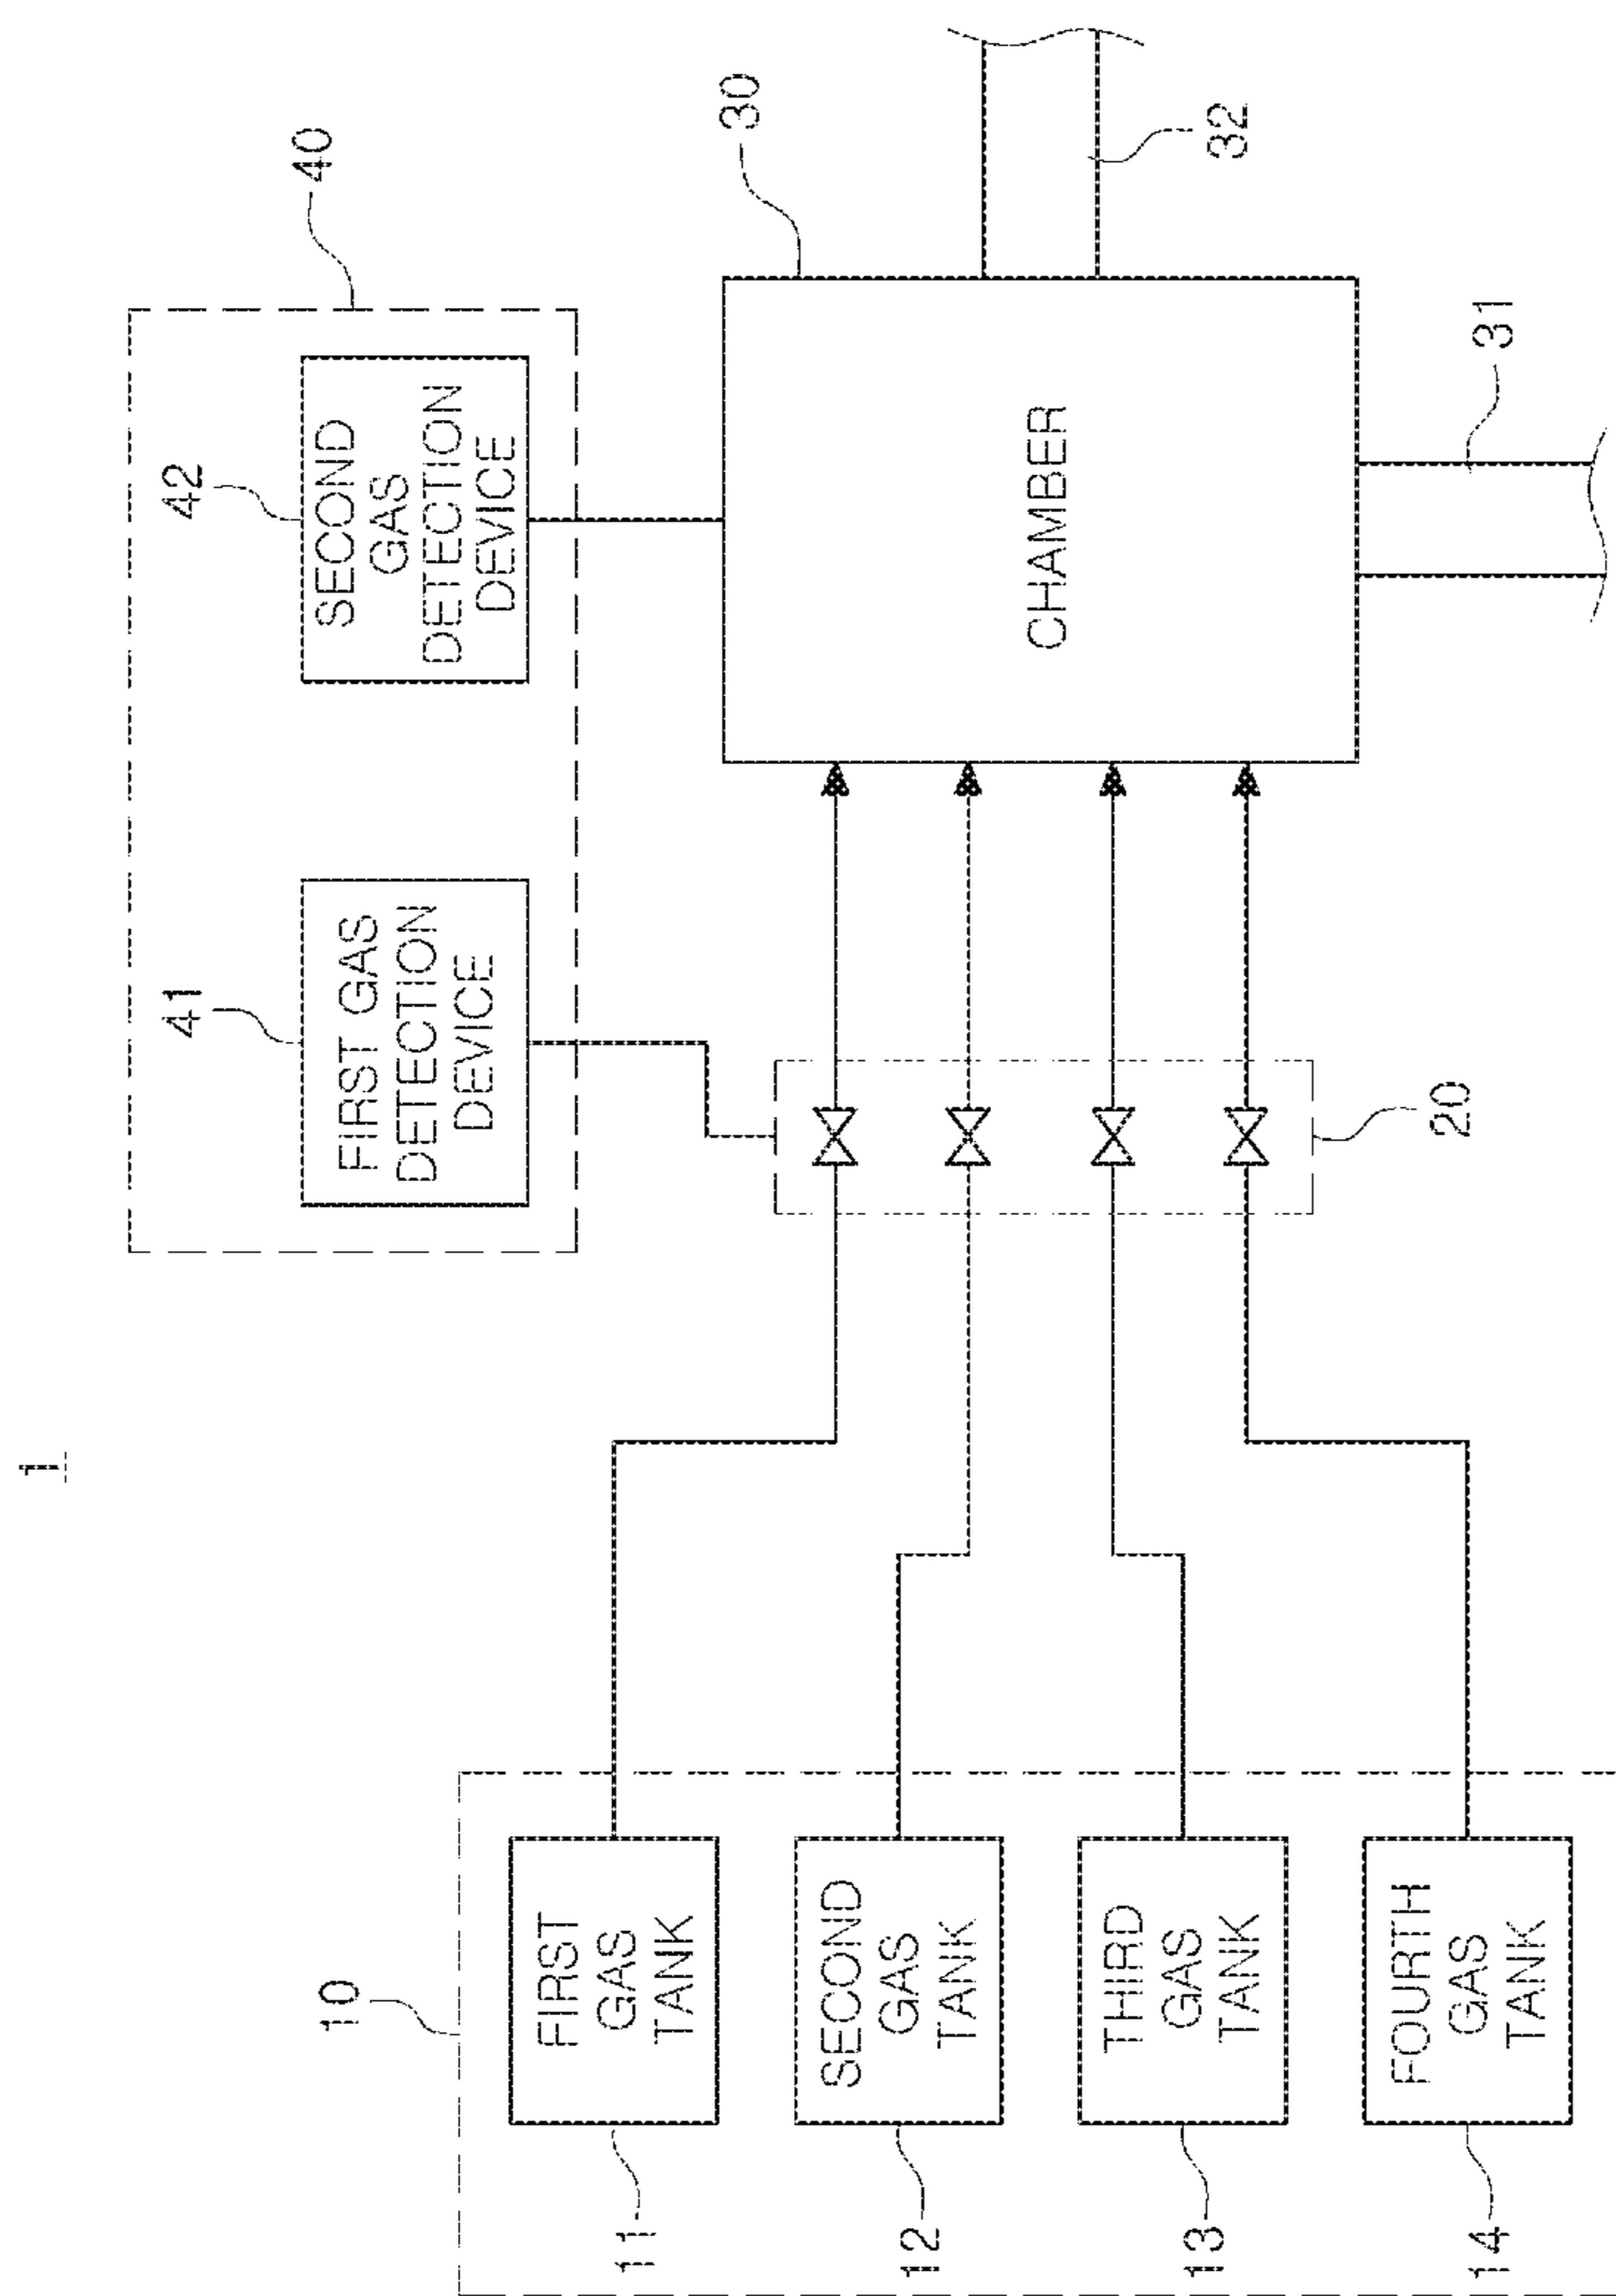 1
40
42
SECOND
GAS
DETECTION
DEVICE
41
FIRST GAS
DETECTION
DEVICE
30
CHAMBER
32
31
20
10
FIRST
GAS
TANK
11
SECOND
GAS
TANK
12
THIRD
GAS
TANK
13
FOURTH
GAS
TANK
14